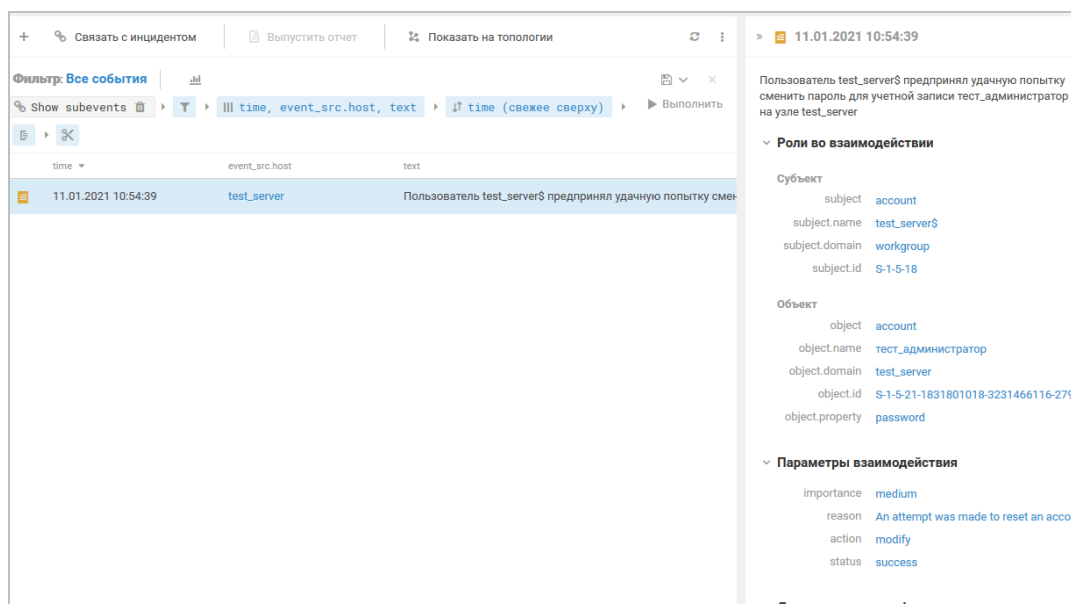 + Связать с инцидентом Выпустить отчет Показать на топологии
Фильтр: Все события
Show subevents time, event_src.host, text time (свежее сверху) Выполнить
time event_src.host text
11.01.2021 10:54:39 test_server Пользователь test_server$ предпринял удачную попытку смен
» 11.01.2021 10:54:39
Пользователь test_server$ предпринял удачную попытку
сменить пароль для учетной записи тест_администратор
на узле test_server
Роли во взаимодействии
Субъект
subject account
subject.name test_server$
subject.domain workgroup
subject.id S-1-5-18
Объект
object account
object.name тест_администратор
object.domain test_server
object.id S-1-5-21-1831801018-3231466116-279
object.property password
Параметры взаимодействия
importance medium
reason An attempt was made to reset an acco
action modify
status success